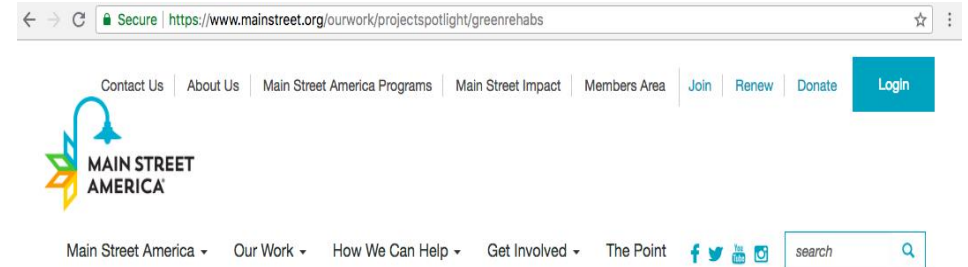 Secure | https://www.mainstreet.org/ourwork/projectspotlight/greenrehabs
Contact Us About Us Main Street America Programs Main Street Impact Members Area Join Renew Donate Login
MAIN STREET
AMERICA
Main Street America Our Work How We Can Help Get Involved The Point You Tube search